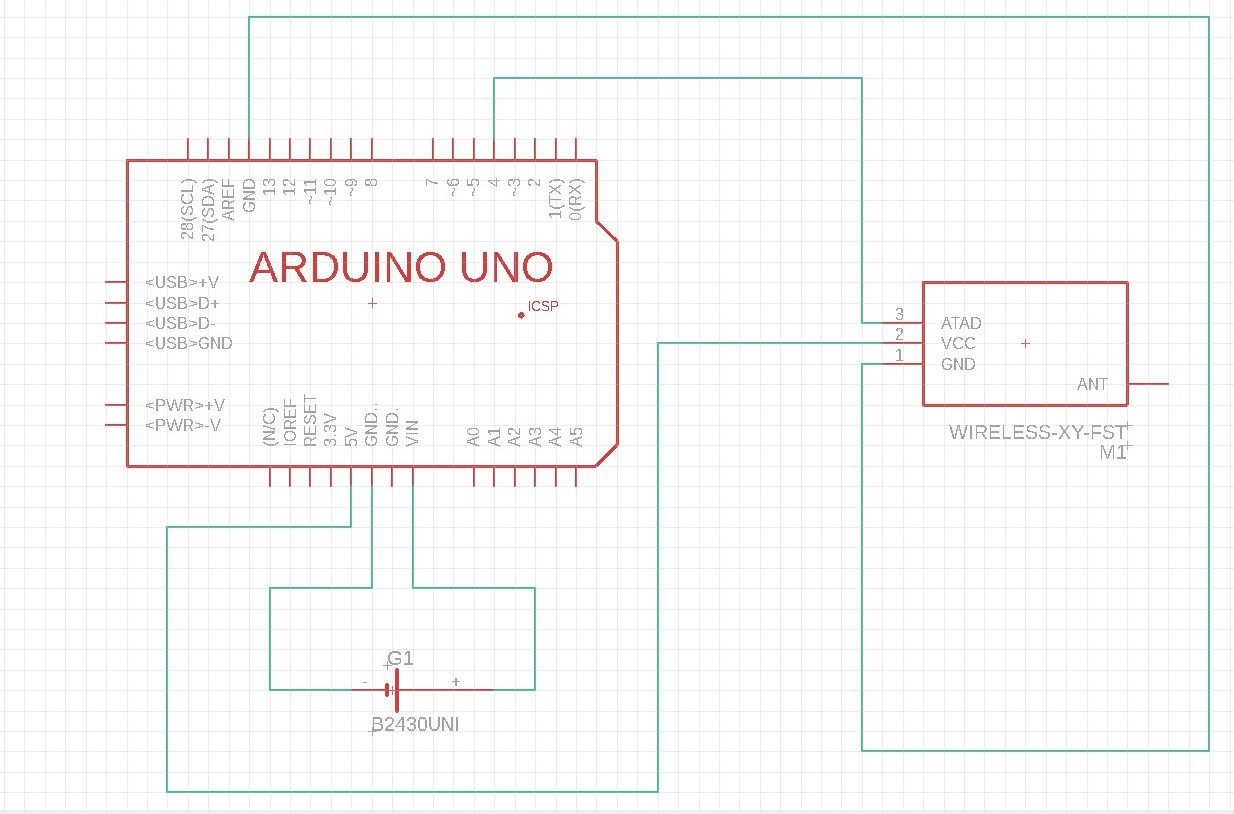 28(SCL)
27(SDA)
AREF
GND
13
12
~11
~10
~9
8
7
~6
~5
4
~3
2
1(TX)
0(RX)
ARDUINO UNO
ICSP
<USB>+V
<USB>D+
<USB>D-
<USB>GND
<PWR>+V
<PWR>-V
(N/C)
IOREF
RESET
3.3V
5V
GND..
GND.
VIN
A0
A1
A2
A3
A4
A5
3
ATAD
2
VCC
1
GND
ANT
WIRELESS-XY-FST
M1
G1
- +
B2430UNI